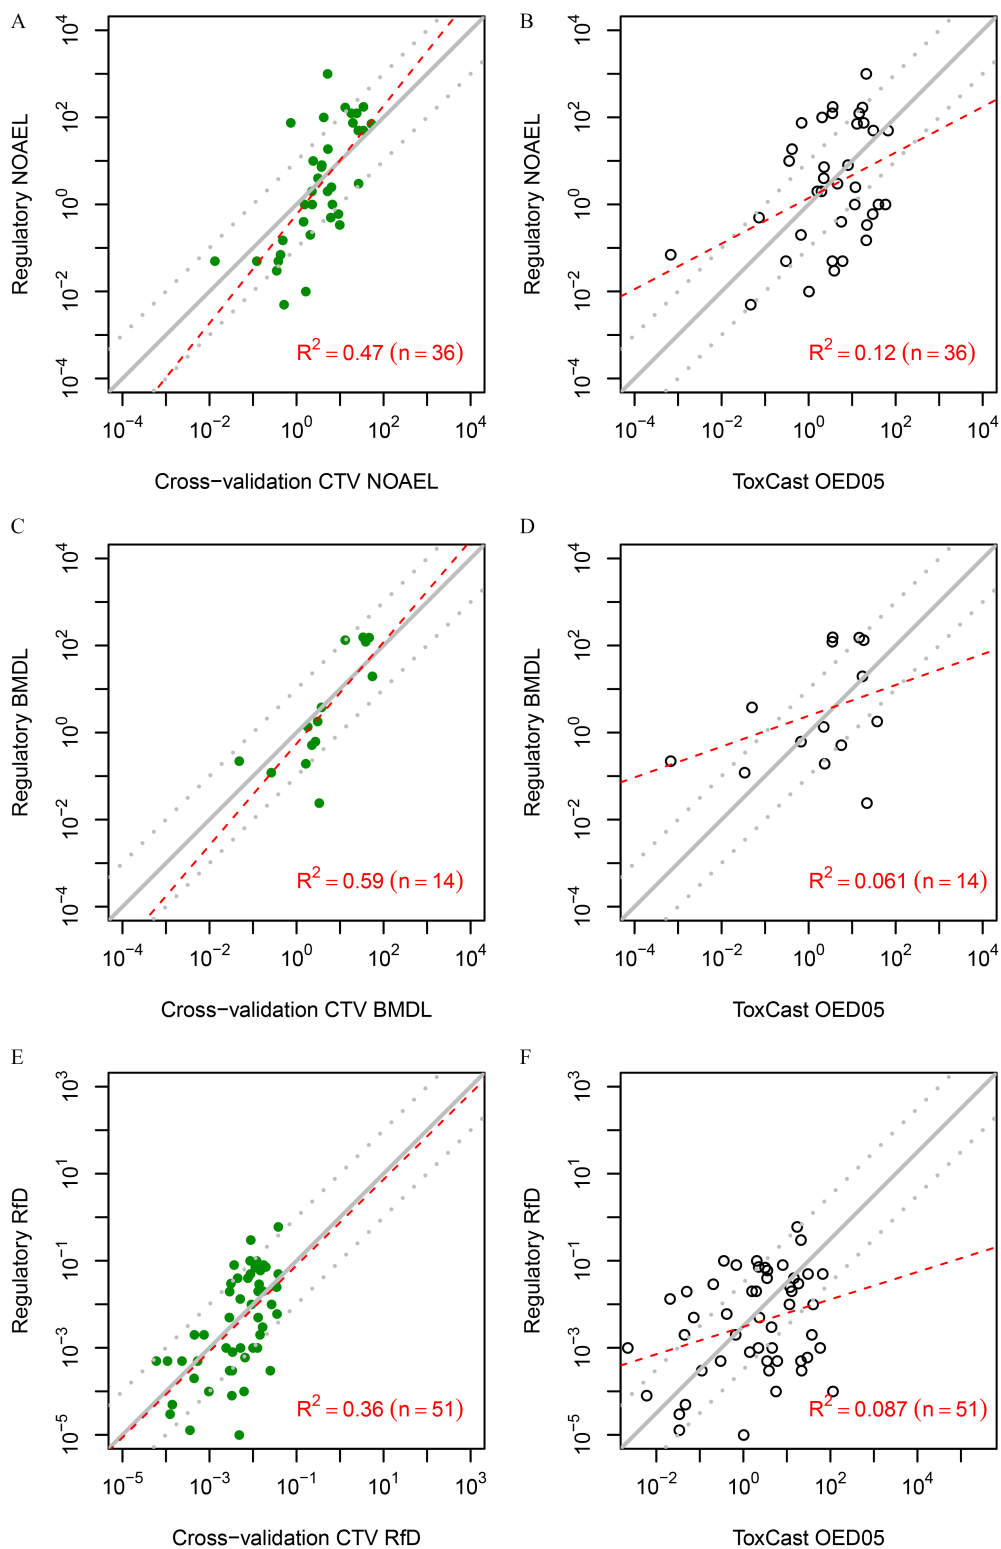 A
Regulatory NOAEL
10^4
10^2
10^0
10^−2
10^−4
R^2 = 0.47 (n = 36)
10^−4 10^−2 10^0 10^2 10^4
Cross−validation CTV NOAEL
B
Regulatory NOAEL
10^4
10^2
10^0
10^−2
10^−4
R^2 = 0.12 (n = 36)
10^−4 10^−2 10^0 10^2 10^4
ToxCast OED05
C
Regulatory BMDL
10^4
10^2
10^0
10^−2
10^−4
R^2 = 0.59 (n = 14)
10^−4 10^−2 10^0 10^2 10^4
Cross−validation CTV BMDL
D
Regulatory BMDL
10^4
10^2
10^0
10^−2
10^−4
R^2 = 0.061 (n = 14)
10^−4 10^−2 10^0 10^2 10^4
ToxCast OED05
E
Regulatory RfD
10^3
10^1
10^−1
10^−3
10^−5
R^2 = 0.36 (n = 51)
10^−5 10^−3 10^−1 10^1 10^3
Cross−validation CTV RfD
F
Regulatory RfD
10^3
10^1
10^−1
10^−3
10^−5
R^2 = 0.087 (n = 51)
10^−2 10^0 10^2 10^4
ToxCast OED05